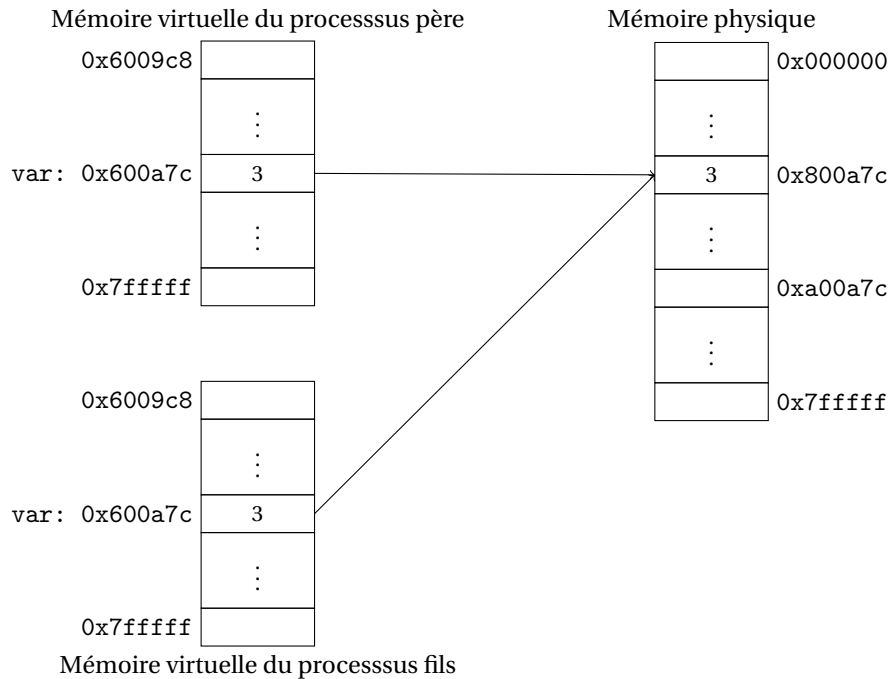 Mémoire virtuelle du processsus père
0x6009c8
⋮
var: 0x600a7c 3
⋮
0x7fffff
Mémoire physique
0x000000
⋮
3 0x800a7c
⋮
0xa00a7c
⋮
0x7fffff
0x6009c8
⋮
var: 0x600a7c 3
⋮
0x7fffff
Mémoire virtuelle du processsus fils